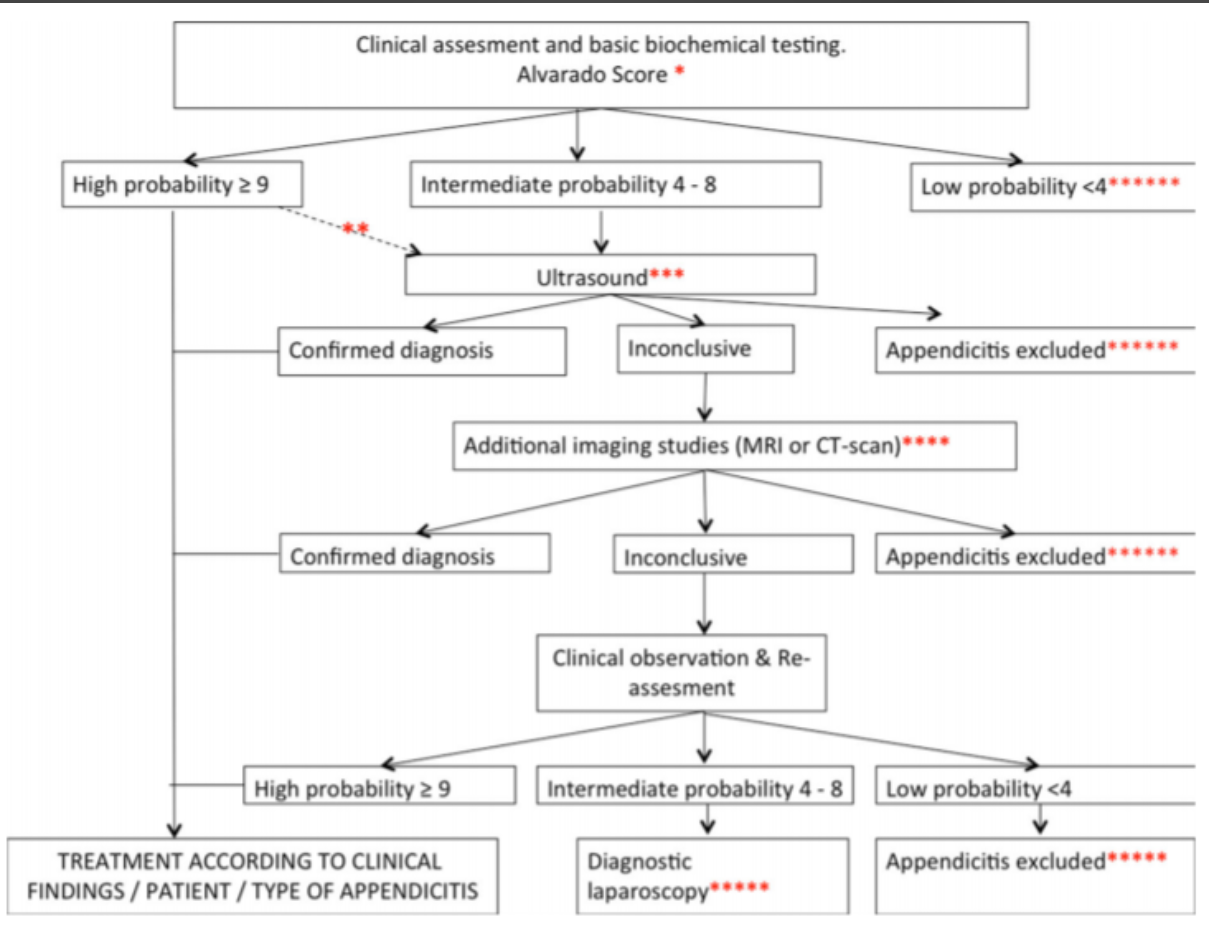 Clinical assesment and basic biochemical testing.
Alvarado Score *
High probability ≥ 9
Intermediate probability 4 - 8
Low probability <4******
**
Ultrasound***
Confirmed diagnosis
Inconclusive
Appendicitis excluded******
Additional imaging studies (MRI or CT-scan)****
Confirmed diagnosis
Inconclusive
Appendicitis excluded******
Clinical observation & Re-
assesment
High probability ≥ 9
Intermediate probability 4 - 8
Low probability <4
TREATMENT ACCORDING TO CLINICAL
FINDINGS / PATIENT / TYPE OF APPENDICITIS
Diagnostic
laparoscopy*****
Appendicitis excluded*****